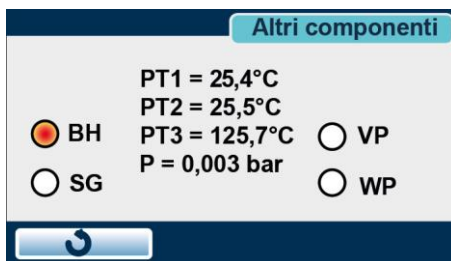 Altri componenti
PT1 = 25,4°C
PT2 = 25,5°C
BH
PT3 = 125,7°C
VP
P = 0,003 bar
SG
WP